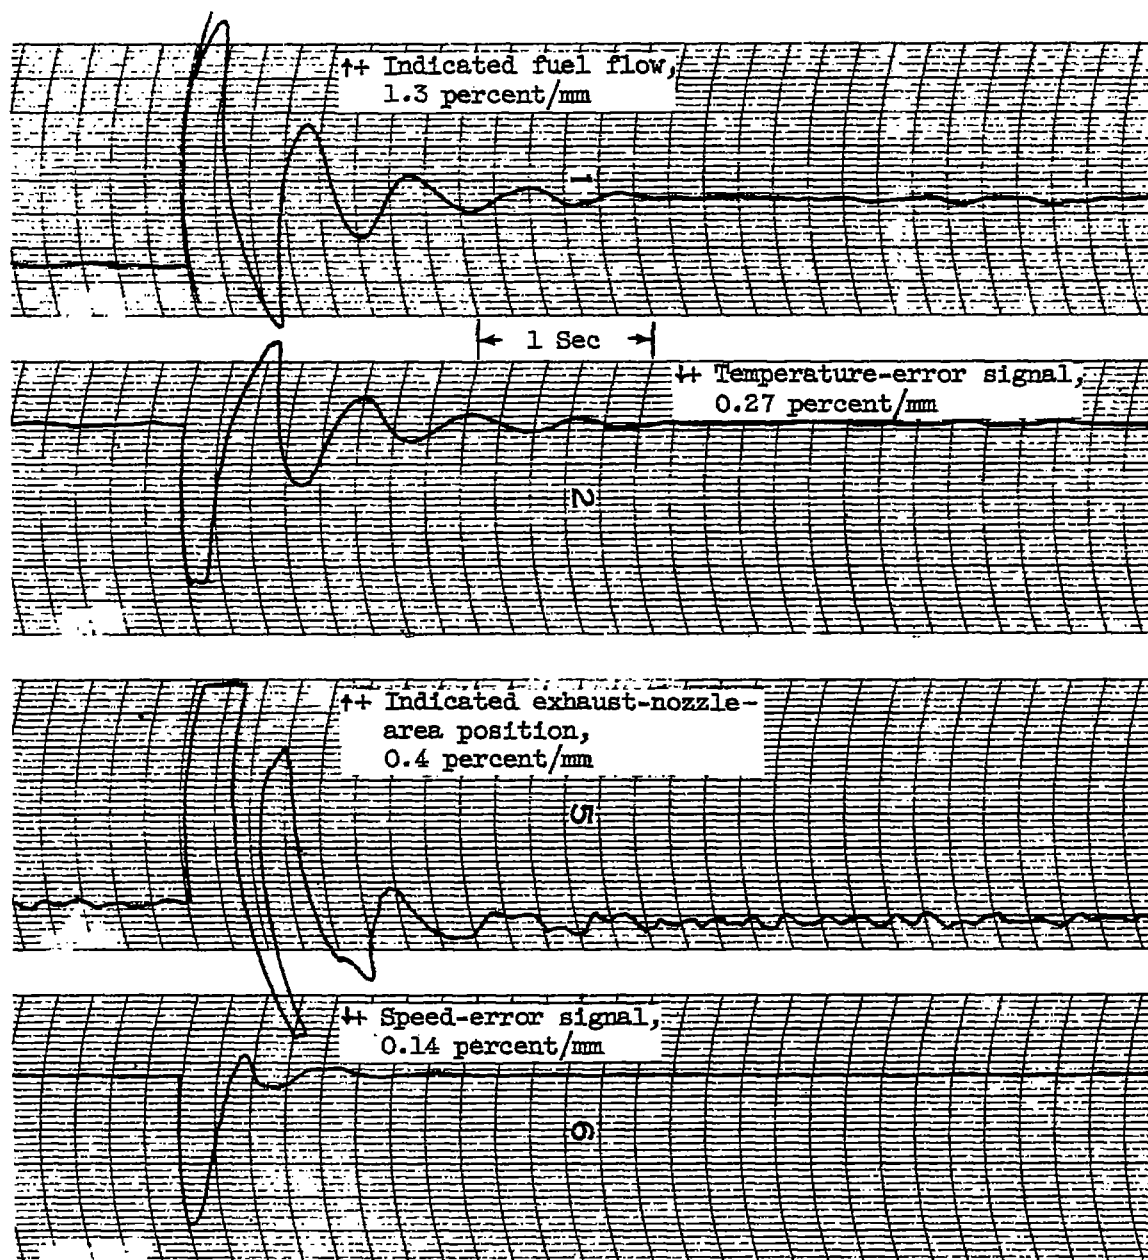 ↑+ Indicated fuel flow,
1.3 percent/mm
1
1 Sec
↓+ Temperature-error signal,
0.27 percent/mm
2
↑+ Indicated exhaust-nozzle-
area position,
0.4 percent/mm
5
↓+ Speed-error signal,
0.14 percent/mm
6